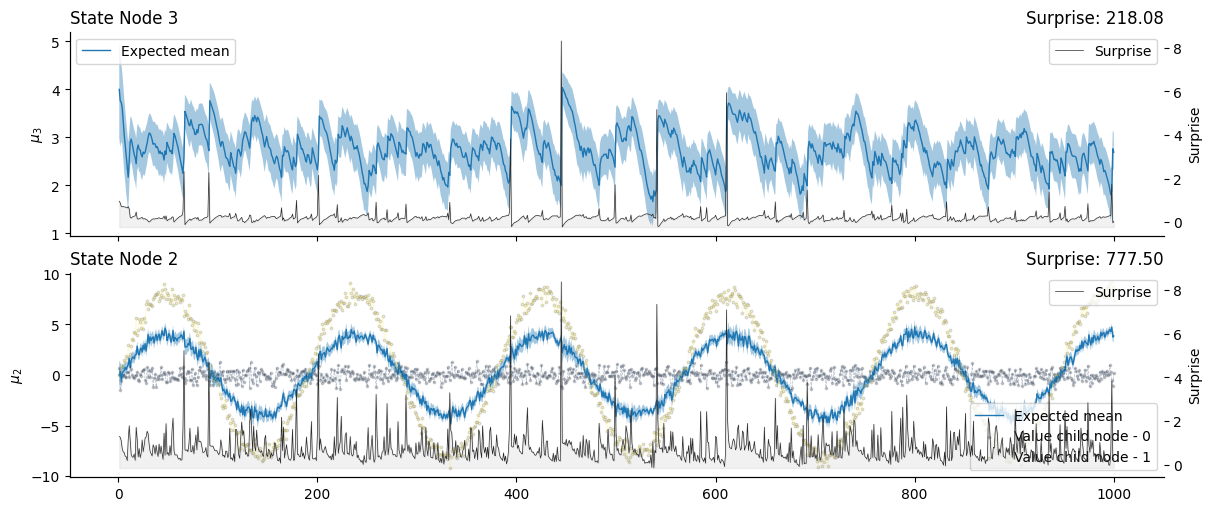 State Node 3
Surprise: 218.08
Expected mean
Surprise
5
4
3
2
1
μ3
8
6
4
2
0
Surprise
State Node 2
Surprise: 777.50
Surprise
10
5
0
−5
−10
μ2
8
6
4
2
0
Surprise
Expected mean
Value child node - 0
Value child node - 1
0
200
400
600
800
1000